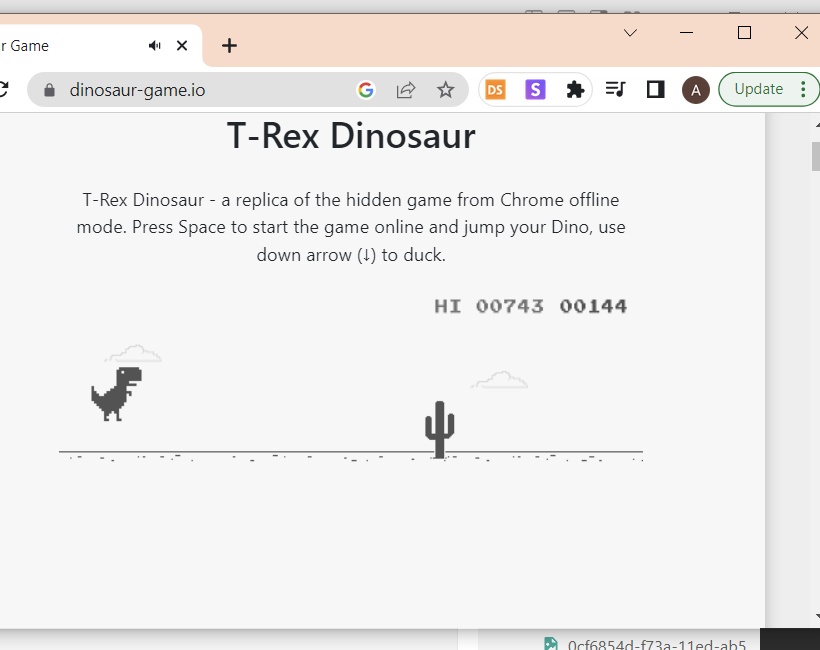 r Game
dinosaur-game.io
DS
S
A
Update
T-Rex Dinosaur
T-Rex Dinosaur - a replica of the hidden game from Chrome offline
mode. Press Space to start the game online and jump your Dino, use
down arrow (↓) to duck.
HI 00743 00144
0cf6854d-f73a-11ed-ab5